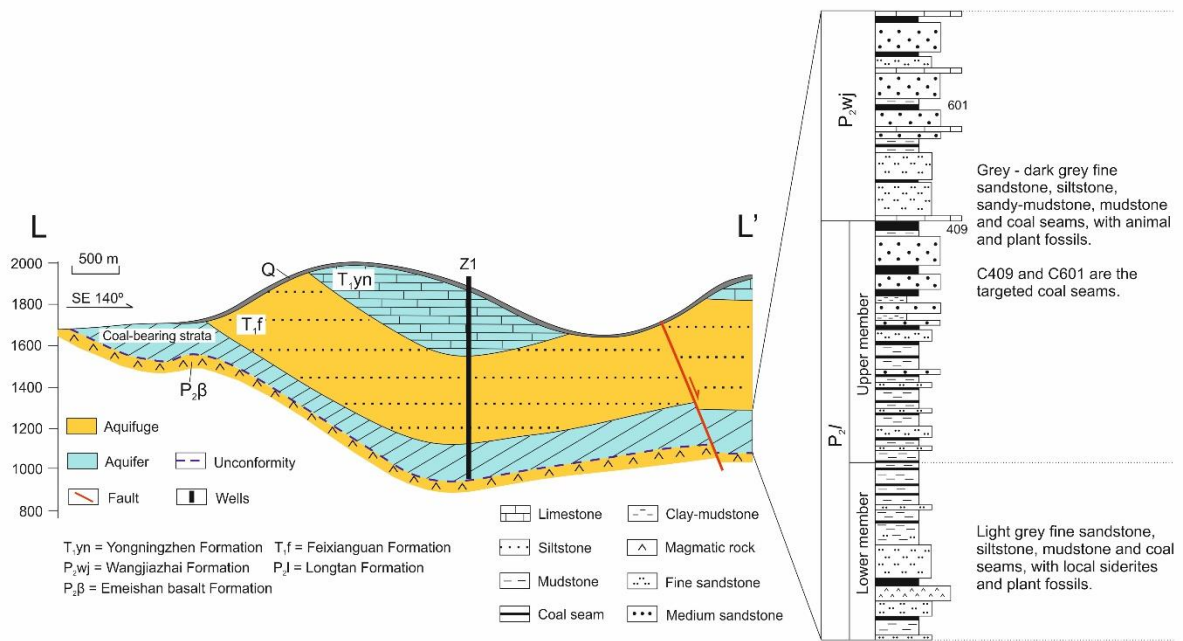 L
L'
2000
1800
1600
1400
1200
1000
800
500 m
SE 140º
Q
T₁yn
Z1
T₁f
Coal-bearing strata
P₂β
Aquifuge
Aquifer
Unconformity
Fault
Wells
T₁yn = Yongningzhen Formation T₁f = Feixianguan Formation
P₂wj = Wangjiazhai Formation P₂l = Longtan Formation
P₂β = Emeishan basalt Formation
Limestone
Clay-mudstone
Siltstone
Magmatic rock
Mudstone
Fine sandstone
Coal seam
Medium sandstone
P₂wj
601
409
P₂l
Upper member
Lower member
Grey - dark grey fine
sandstone, siltstone,
sandy-mudstone, mudstone
and coal seams, with animal
and plant fossils.
C409 and C601 are the
targeted coal seams.
Light grey fine sandstone,
siltstone, mudstone and coal
seams, with local siderites
and plant fossils.